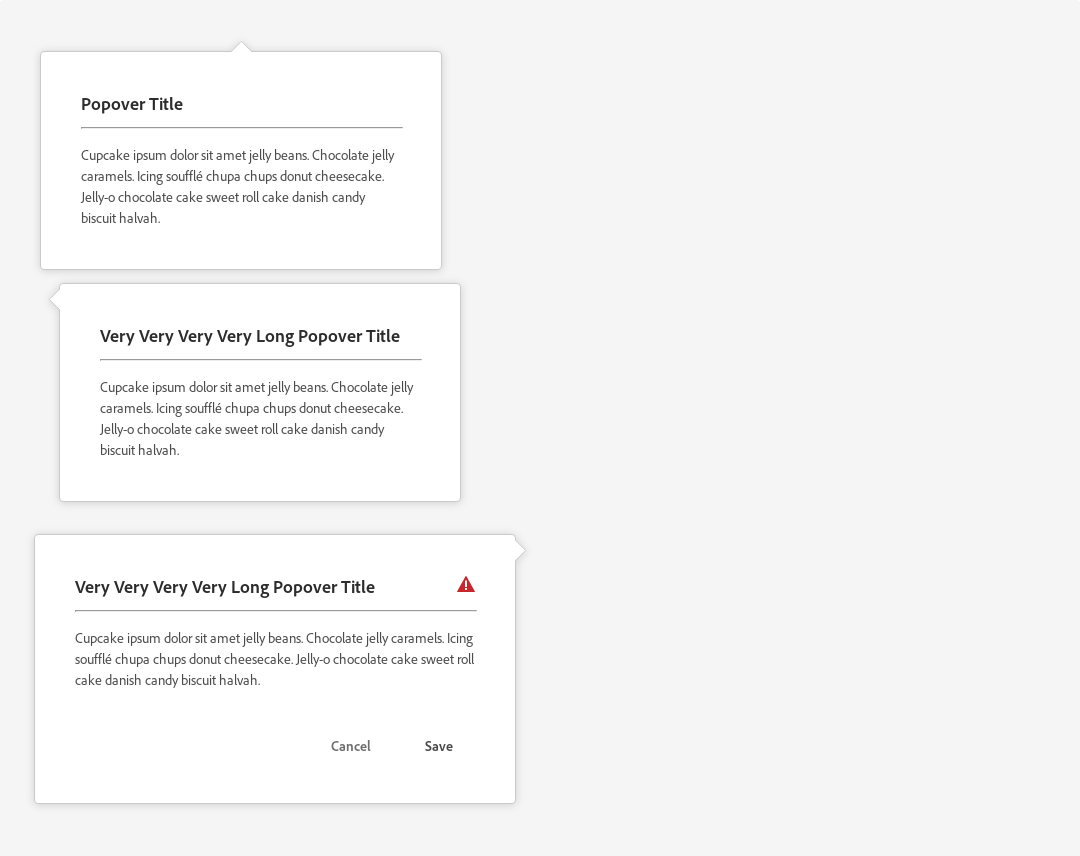 Popover Title
Cupcake ipsum dolor sit amet jelly beans. Chocolate jelly
caramels. Icing soufflé chupa chups donut cheesecake.
Jelly-o chocolate cake sweet roll cake danish candy
biscuit halvah.
Very Very Very Very Long Popover Title
Cupcake ipsum dolor sit amet jelly beans. Chocolate jelly
caramels. Icing soufflé chupa chups donut cheesecake.
Jelly-o chocolate cake sweet roll cake danish candy
biscuit halvah.
Very Very Very Very Long Popover Title
Cupcake ipsum dolor sit amet jelly beans. Chocolate jelly caramels. Icing
soufflé chupa chups donut cheesecake. Jelly-o chocolate cake sweet roll
cake danish candy biscuit halvah.
Cancel Save